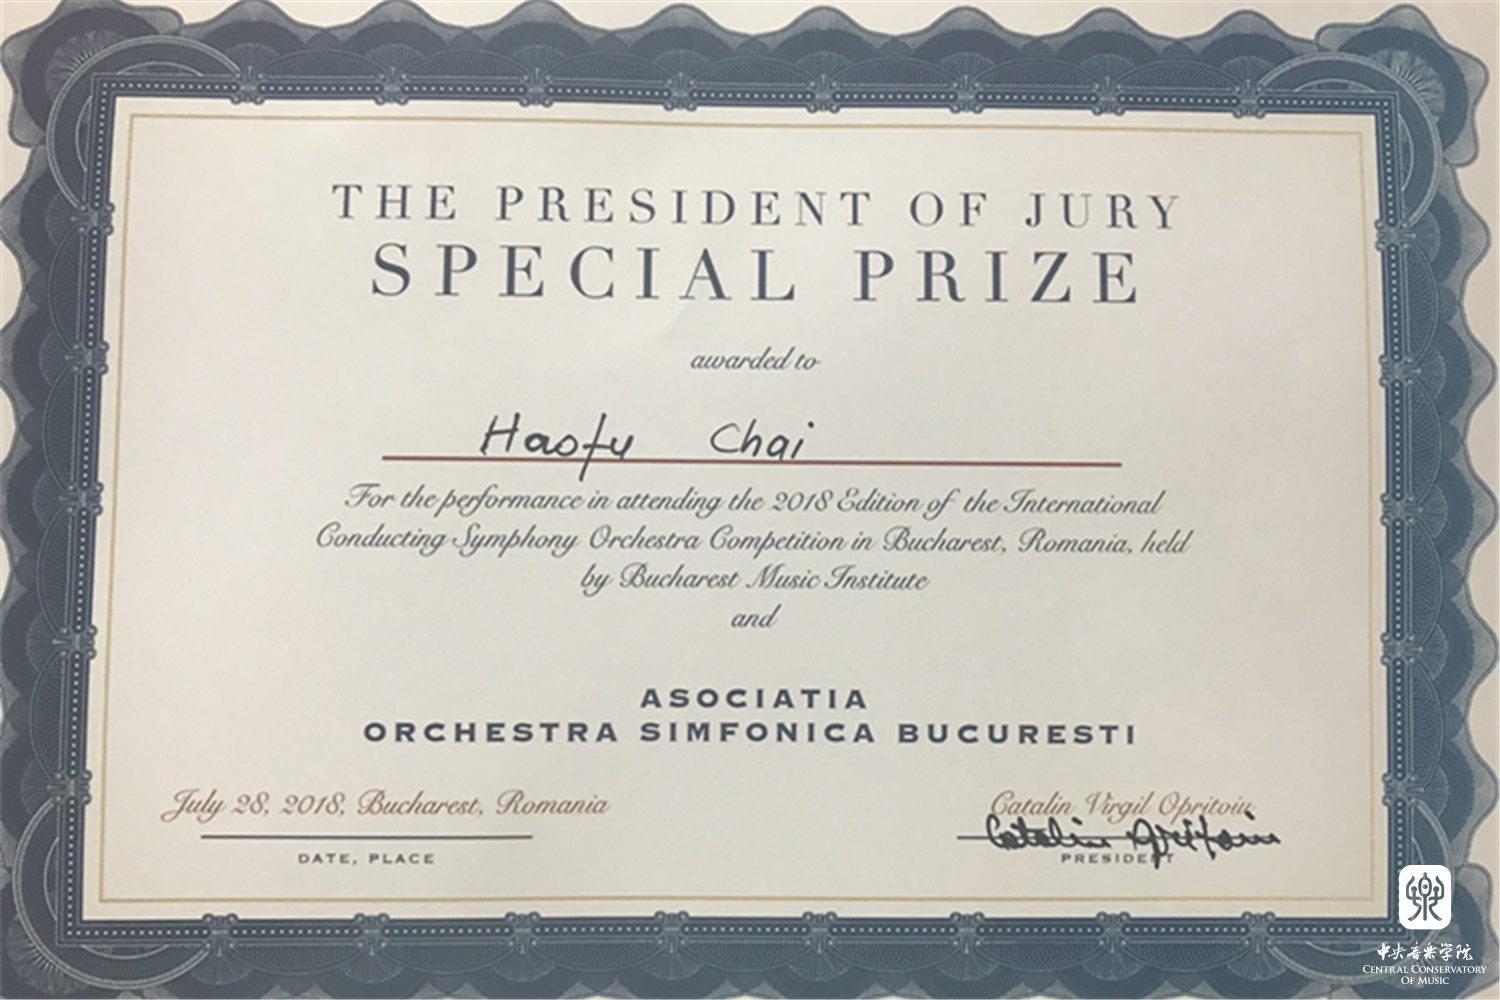 THE PRESIDENT OF JURY
SPECIAL PRIZE
awarded to
Haofu Chai
For the performance in attending the 2018 Edition of the International
Conducting Symphony Orchestra Competition in Bucharest, Romania, held
by Bucharest Music Institute
and
ASOCIATIA
ORCHESTRA SIMFONICA BUCURESTI
July 28, 2018, Bucharest, Romania
DATE, PLACE
Catalin Virgil Opritoiu
Catalin Opritoiu
PRESIDENT
中央音乐学院
CENTRAL CONSERVATORY
OF MUSIC